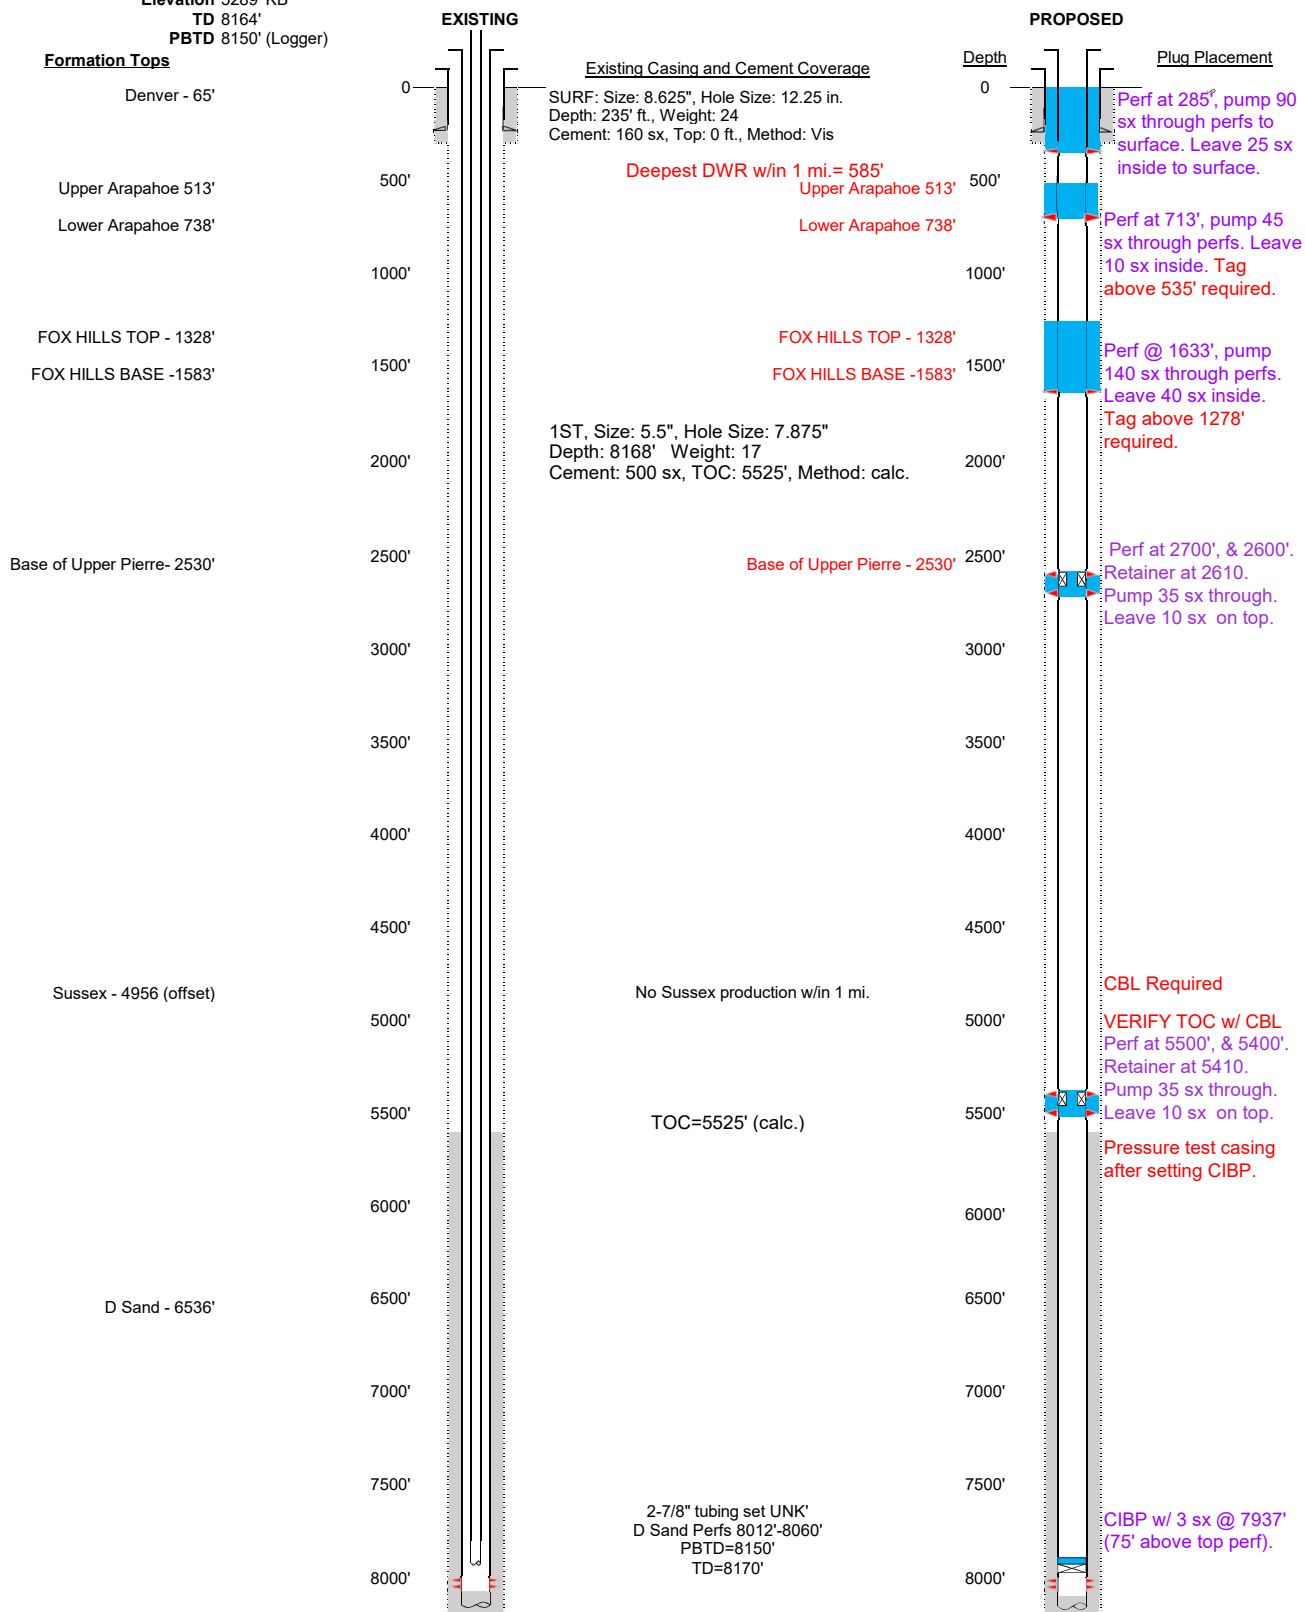 Elevation 5289' KB
TD 8164'
PBTD 8150' (Logger)
EXISTING
PROPOSED
Formation Tops
Existing Casing and Cement Coverage
Depth
Plug Placement
Denver - 65'
Upper Arapahoe 513'
Lower Arapahoe 738'
FOX HILLS TOP - 1328'
FOX HILLS BASE -1583'
Base of Upper Pierre- 2530'
Sussex - 4956 (offset)
D Sand - 6536'
0
500'
1000'
1500'
2000'
2500'
3000'
3500'
4000'
4500'
5000'
5500'
6000'
6500'
7000'
7500'
8000'
SURF: Size: 8.625", Hole Size: 12.25 in.
Depth: 235' ft., Weight: 24
Cement: 160 sx, Top: 0 ft., Method: Vis
Deepest DWR w/in 1 mi.= 585'
Upper Arapahoe 513'
Lower Arapahoe 738'
FOX HILLS TOP - 1328'
FOX HILLS BASE -1583'
1ST, Size: 5.5", Hole Size: 7.875"
Depth: 8168' Weight: 17
Cement: 500 sx, TOC: 5525', Method: calc.
Base of Upper Pierre - 2530'
No Sussex production w/in 1 mi.
TOC=5525' (calc.)
2-7/8" tubing set UNK'
D Sand Perfs 8012'-8060'
PBTD=8150'
TD=8170'
0
500'
1000'
1500'
2000'
2500'
3000'
3500'
4000'
4500'
5000'
5500'
6000'
6500'
7000'
7500'
8000'
Perf at 285', pump 90
sx through perfs to
surface. Leave 25 sx
inside to surface.
Perf at 713', pump 45
sx through perfs. Leave
10 sx inside. Tag
above 535' required.
Perf @ 1633', pump
140 sx through perfs.
Leave 40 sx inside.
Tag above 1278'
required.
Perf at 2700', & 2600'.
Retainer at 2610.
Pump 35 sx through.
Leave 10 sx on top.
CBL Required
VERIFY TOC w/ CBL
Perf at 5500', & 5400'.
Retainer at 5410.
Pump 35 sx through.
Leave 10 sx on top.
Pressure test casing
after setting CIBP.
CIBP w/ 3 sx @ 7937'
(75' above top perf).